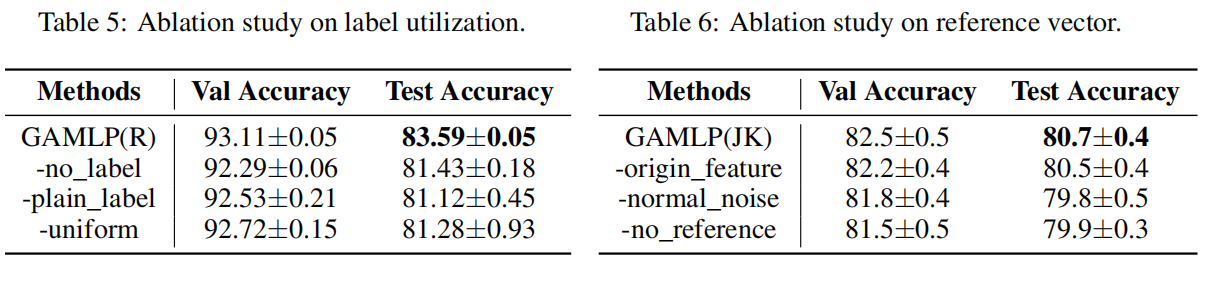 Table 5: Ablation study on label utilization.
Methods Val Accuracy Test Accuracy
GAMLP(R) 93.11±0.05 83.59±0.05
-no_label 92.29±0.06 81.43±0.18
-plain_label 92.53±0.21 81.12±0.45
-uniform 92.72±0.15 81.28±0.93
Table 6: Ablation study on reference vector.
Methods Val Accuracy Test Accuracy
GAMLP(JK) 82.5±0.5 80.7±0.4
-origin_feature 82.2±0.4 80.5±0.4
-normal_noise 81.8±0.4 79.8±0.5
-no_reference 81.5±0.5 79.9±0.3